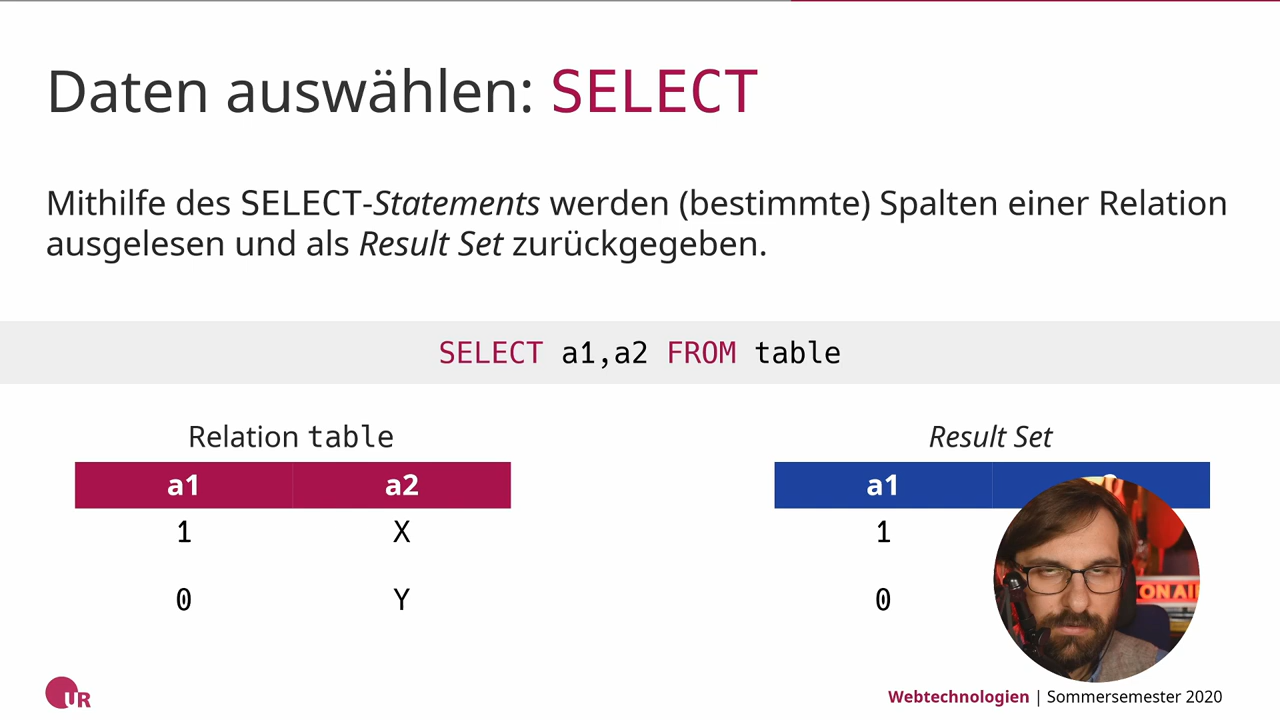 Daten auswählen: SELECT
Mithilfe des SELECT-Statements werden (bestimmte) Spalten einer Relation
ausgelesen und als Result Set zurückgegeben.
SELECT a1,a2 FROM table
Relation table
a1 a2
1 X
0 Y
Result Set
a1
1
0
ON AI
UR
Webtechnologien | Sommersemester 2020